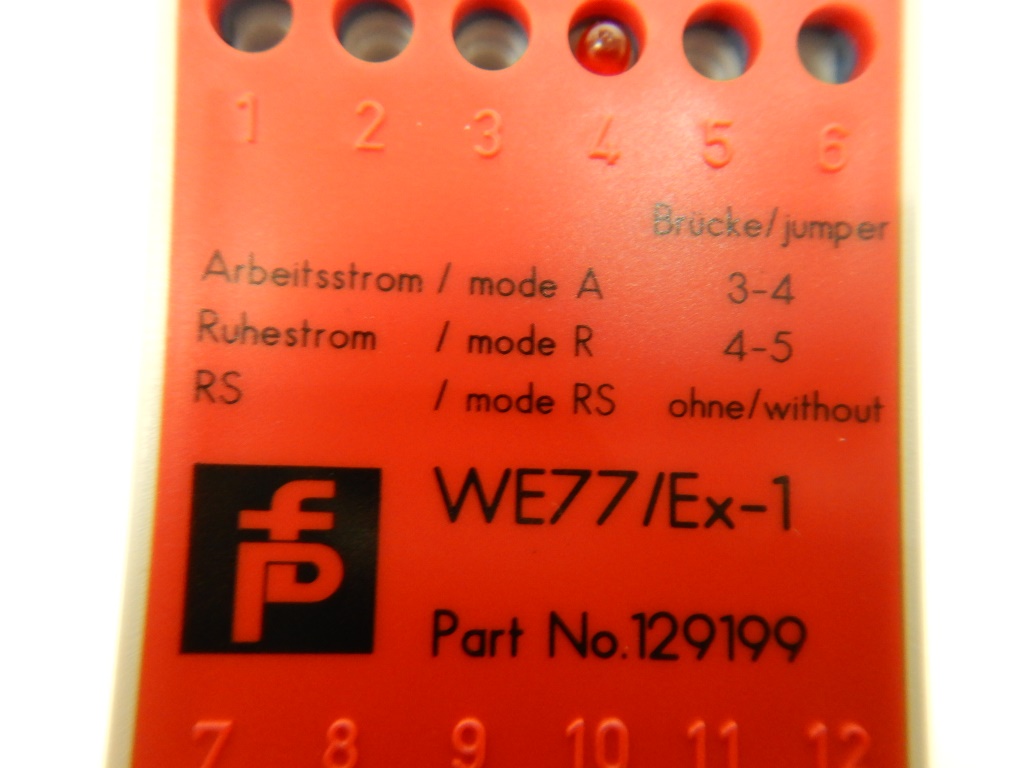 1 2 3 4 5 6
Brücke/jumper
Arbeitsstrom / mode A 3-4
Ruhestrom / mode R 4-5
RS / mode RS ohne/without
fP WE77/Ex-1
Part No.129199
7 8 9 10 11 12